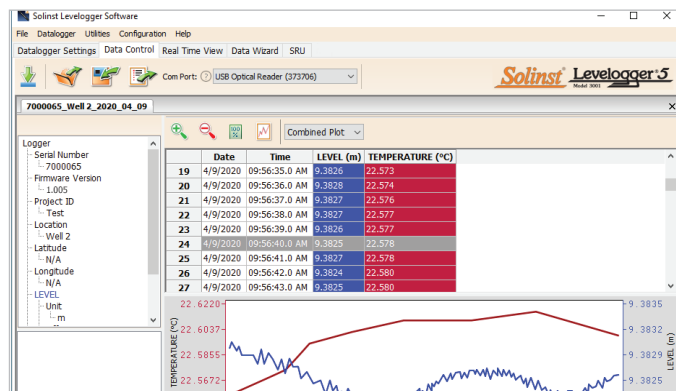 Solinst Levelogger Software
File Datalogger Utilities Configuration Help
Datalogger Settings Data Control Real Time View Data Wizard SRU
Com Port: ? USB Optical Reader (373706)
Solinst Levelogger 5
Model 3001
7000065_Well 2_2020_04_09
100 %
Combined Plot
Logger
Serial Number
7000065
Firmware Version
1.005
Project ID
Test
Location
Well 2
Latitude
N/A
Longitude
N/A
LEVEL
Unit
m
Date Time LEVEL (m) TEMPERATURE (°C)
19 4/9/2020 09:56:35.0 AM 9.3826 22.573
20 4/9/2020 09:56:36.0 AM 9.3828 22.574
21 4/9/2020 09:56:37.0 AM 9.3827 22.576
22 4/9/2020 09:56:38.0 AM 9.3827 22.577
23 4/9/2020 09:56:39.0 AM 9.3826 22.577
24 4/9/2020 09:56:40.0 AM 9.3825 22.578
25 4/9/2020 09:56:41.0 AM 9.3827 22.578
26 4/9/2020 09:56:42.0 AM 9.3824 22.580
27 4/9/2020 09:56:43.0 AM 9.3825 22.580
TEMPERATURE (°C)
22.6220
22.6037
22.5855
22.5672
9.3835
9.3832
9.3829
9.3825
LEVEL (m)